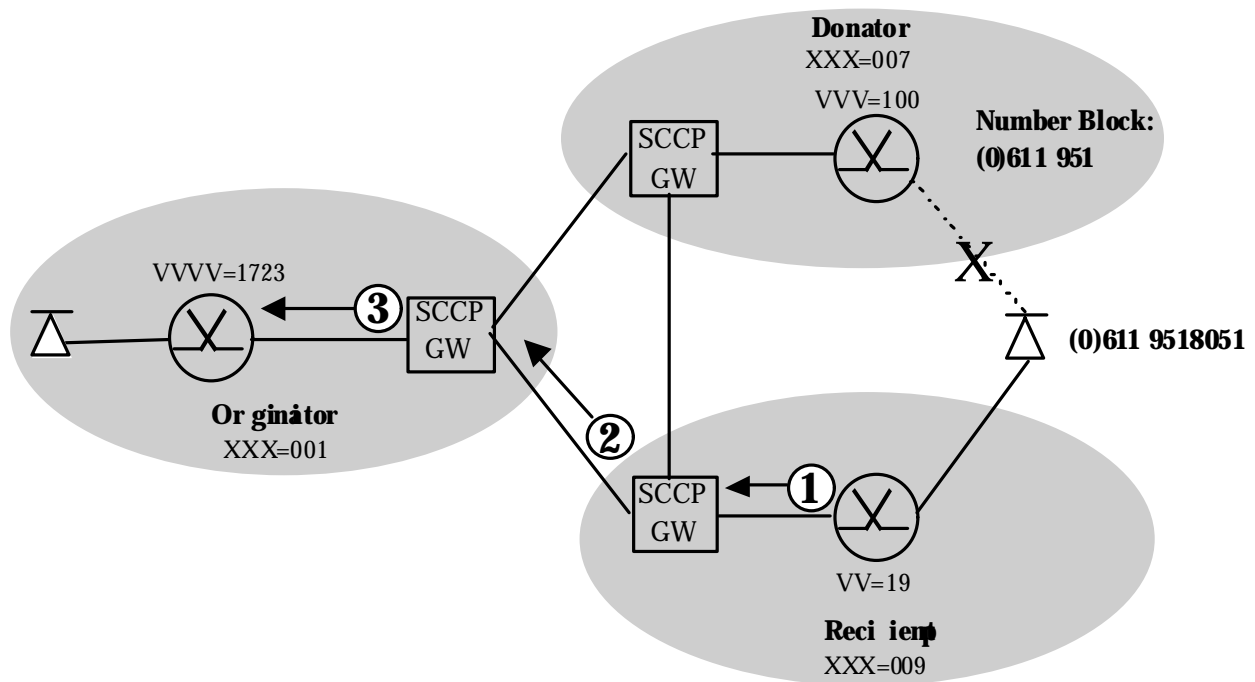 Donator
XXX=007
VVV=100
Number Block:
(0)611 951
SCCP
GW
X
VVVV=1723
3
SCCP
GW
(0)611 9518051
Or ginator
XXX=001
2
SCCP
GW
1
VV=19
Reci ient
XXX=009